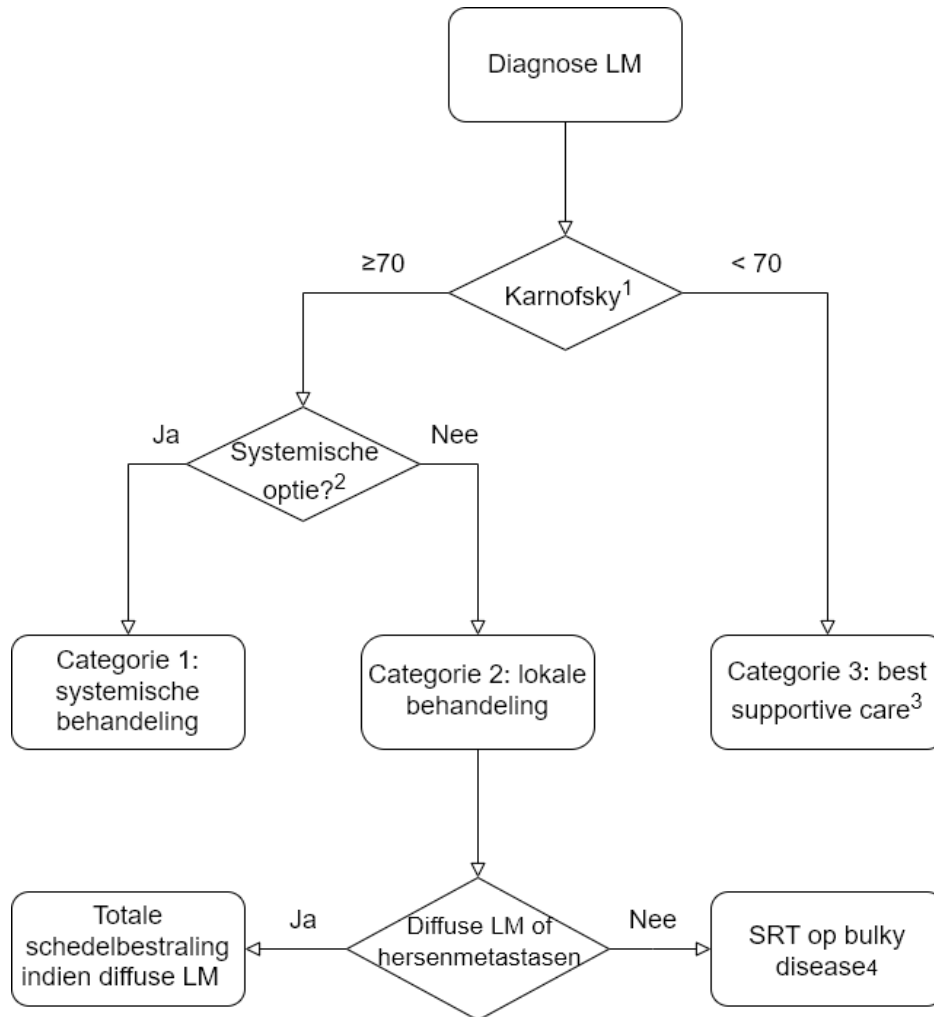 Diagnose LM
≥70
< 70
Karnofsky1
Ja
Systemische
optie?2
Nee
Categorie 1:
systemische
behandeling
Categorie 2: lokale
behandeling
Categorie 3: best
supportive care3
Totale
schedelbestraling
indien diffuse LM
Ja
Diffuse LM of
hersenmetastasen
Nee
SRT op bulky
disease4